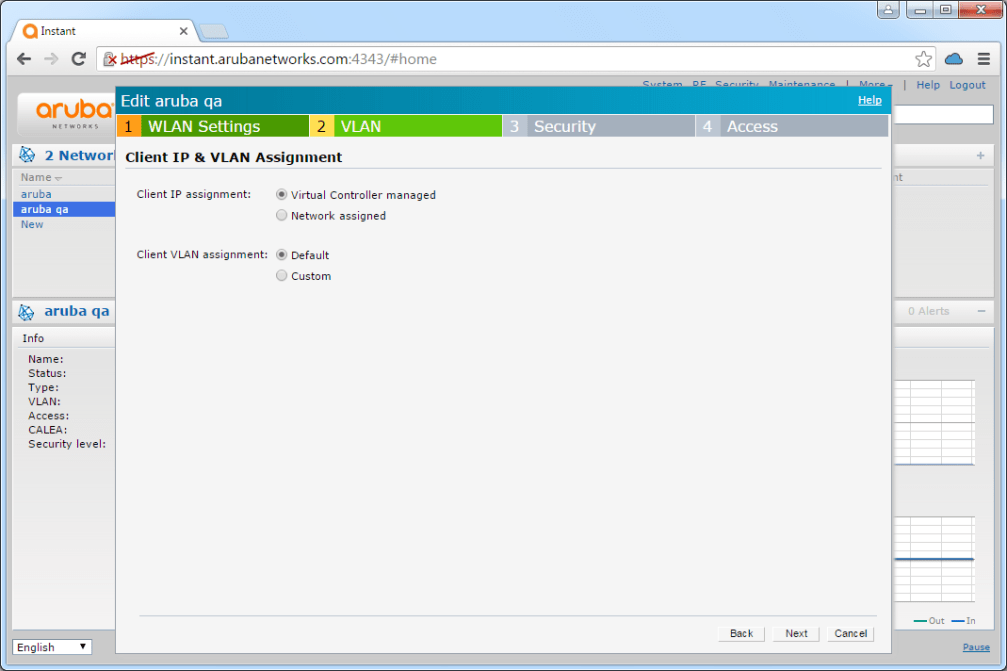 Instant
https://instant.arubanetworks.com:4343/#home
System RF Security Maintenance | More | Help Logout
aruba
NETWORKS
Edit aruba qa
Help
1 WLAN Settings 2 VLAN 3 Security 4 Access
2 Networ
Name
aruba
aruba qa
New
nt
Client IP & VLAN Assignment
Client IP assignment: Virtual Controller managed
Network assigned
Client VLAN assignment: Default
Custom
aruba qa
0 Alerts
Info
Name:
Status:
Type:
VLAN:
Access:
CALEA:
Security level:
Out In
Back Next Cancel
English
Pause